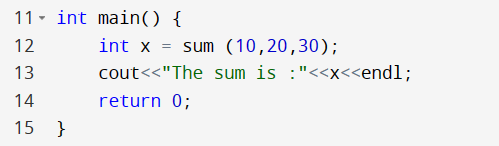 11 int main() {
12 int x = sum (10,20,30);
13 cout<<"The sum is :"<<x<<endl;
14 return 0;
15 }